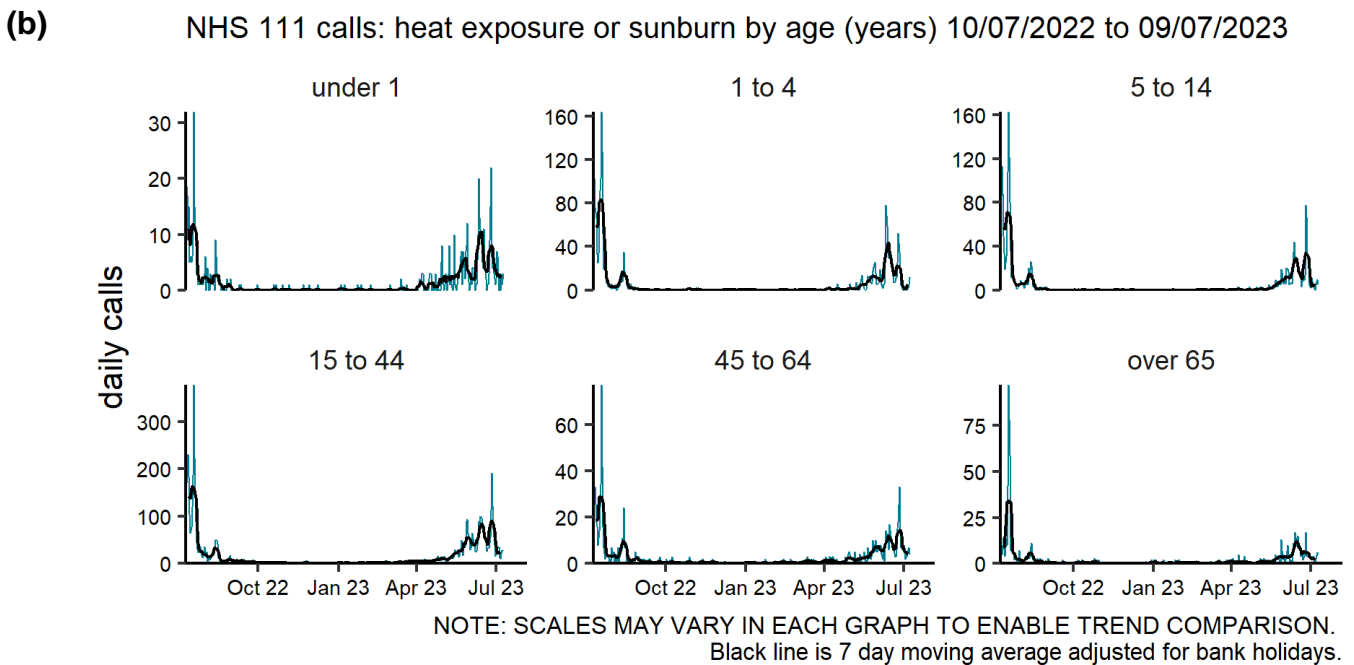 (b)
NHS 111 calls: heat exposure or sunburn by age (years) 10/07/2022 to 09/07/2023
daily calls
under 1
30
20
10
0
1 to 4
160
120
80
40
0
5 to 14
160
120
80
40
0
15 to 44
300
200
100
0
Oct 22 Jan 23 Apr 23 Jul 23
45 to 64
60
40
20
0
Oct 22 Jan 23 Apr 23 Jul 23
over 65
75
50
25
0
Oct 22 Jan 23 Apr 23 Jul 23
NOTE: SCALES MAY VARY IN EACH GRAPH TO ENABLE TREND COMPARISON.
Black line is 7 day moving average adjusted for bank holidays.